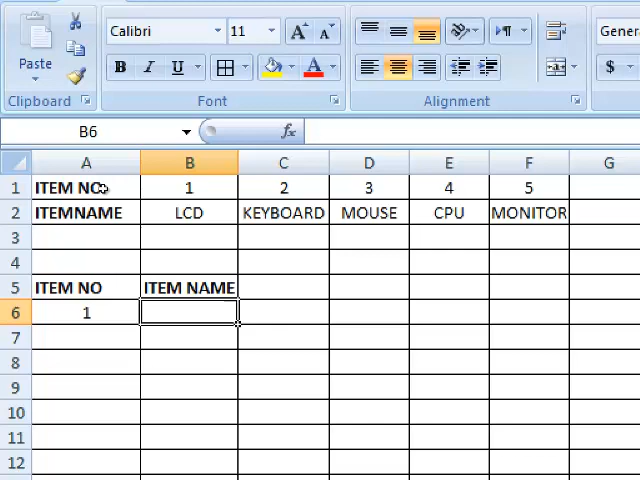 Calibri 11 A A Genera
Paste B I U A $
Clipboard Font Alignment
B6 fx
A B C D E F G
1 ITEM NO 1 2 3 4 5
2 ITEMNAME LCD KEYBOARD MOUSE CPU MONITOR
3
4
5 ITEM NO ITEM NAME
6 1
7
8
9
10
11
12